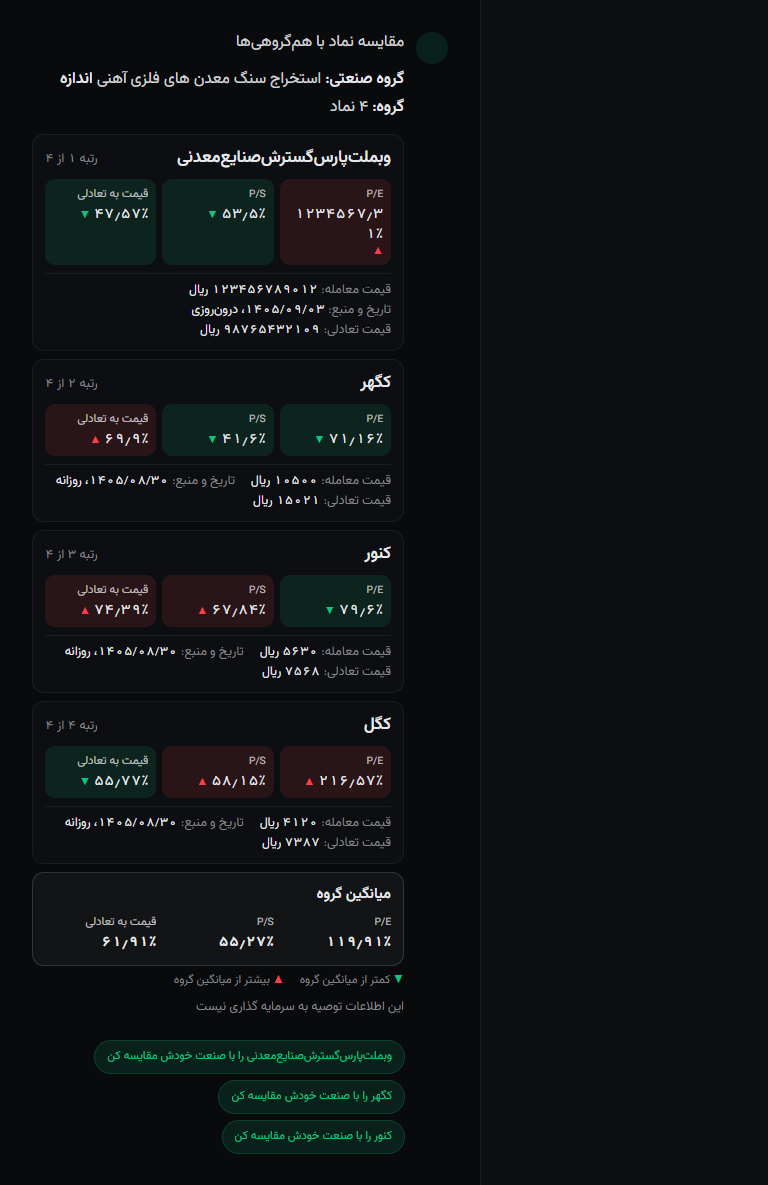 مقایسه نماد با هم‌گروهی‌ها
گروه صنعتی: استخراج سنگ معدن های فلزی آهنی اندازه
گروه: ۴ نماد
وبملت‌پارس‌گسترش‌صنایع‌معدنی
رتبه ۱ از ۴
P/E
۱۲۳۴۵۶۷٫۳
۱٪
▲
P/S
۵۳٫۵٪ ▼
قیمت به تعادلی
۴۷٫۵۷٪ ▼
قیمت معامله: ۱۲۳۴۵۶۷۸۹۰۱۲ ریال
تاریخ و منبع: ۱۴۰۵/۰۹/۰۳، درون‌روزی
قیمت تعادلی: ۹۸۷۶۵۴۳۲۱۰۹ ریال
کگهر
رتبه ۲ از ۴
P/E
۷۱٫۱۶٪ ▼
P/S
۴۱٫۶٪ ▼
قیمت به تعادلی
۶۹٫۹٪ ▲
قیمت معامله: ۱۰۵۰۰ ریال تاریخ و منبع: ۱۴۰۵/۰۸/۳۰، روزانه
قیمت تعادلی: ۱۵۰۲۱ ریال
کنور
رتبه ۳ از ۴
P/E
۷۹٫۶٪ ▼
P/S
۶۷٫۸۴٪ ▲
قیمت به تعادلی
۷۴٫۳۹٪ ▲
قیمت معامله: ۵۶۳۰ ریال تاریخ و منبع: ۱۴۰۵/۰۸/۳۰، روزانه
قیمت تعادلی: ۷۵۶۸ ریال
کگل
رتبه ۴ از ۴
P/E
۲۱۶٫۵۷٪ ▲
P/S
۵۸٫۱۵٪ ▲
قیمت به تعادلی
۵۵٫۷۷٪ ▼
قیمت معامله: ۴۱۲۰ ریال تاریخ و منبع: ۱۴۰۵/۰۸/۳۰، روزانه
قیمت تعادلی: ۷۳۸۷ ریال
میانگین گروه
P/E
۱۱۹٫۹۱٪
P/S
۵۵٫۲۷٪
قیمت به تعادلی
۶۱٫۹۱٪
▼ کمتر از میانگین گروه ▲ بیشتر از میانگین گروه
این اطلاعات توصیه به سرمایه گذاری نیست
وبملت‌پارس‌گسترش‌صنایع‌معدنی را با صنعت خودش مقایسه کن
کگهر را با صنعت خودش مقایسه کن
کنور را با صنعت خودش مقایسه کن